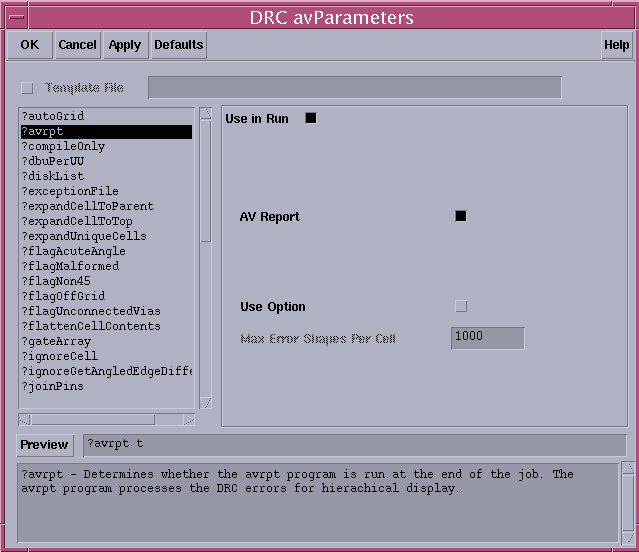 DRC avParameters
OK Cancel Apply Defaults Help
Template File
?autoGrid
?avrpt
?compileOnly
?dbuPerUU
?diskList
?exceptionFile
?expandCellToParent
?expandCellToTop
?expandUniqueCells
?flagAcuteAngle
?flagMalformed
?flagNon45
?flagOffGrid
?flagUnconnectedVias
?flattenCellContents
?gateArray
?ignoreCell
?ignoreGetAngledEdgeDiffe
?joinPins
Use in Run
AV Report
Use Option
Max Error Shapes Per Cell 1000
Preview ?avrpt t
?avrpt - Determines whether the avrpt program is run at the end of the job. The
avrpt program processes the DRC errors for hierachical display.